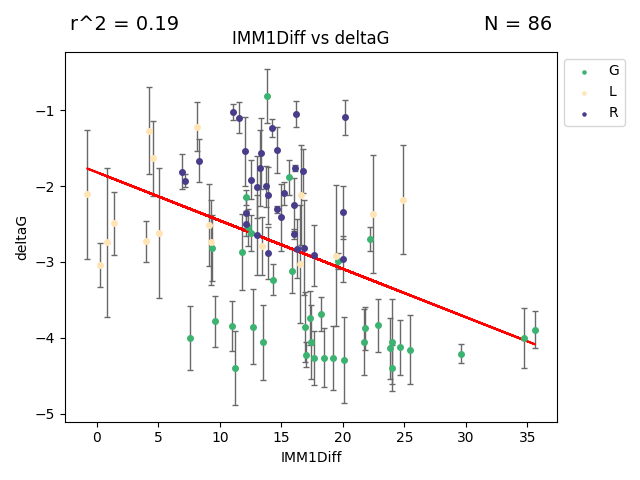 r^2 = 0.19
N = 86
IMM1Diff vs deltaG
G
L
R
−1
−2
−3
−4
−5
deltaG
0 5 10 15 20 25 30 35
IMM1Diff